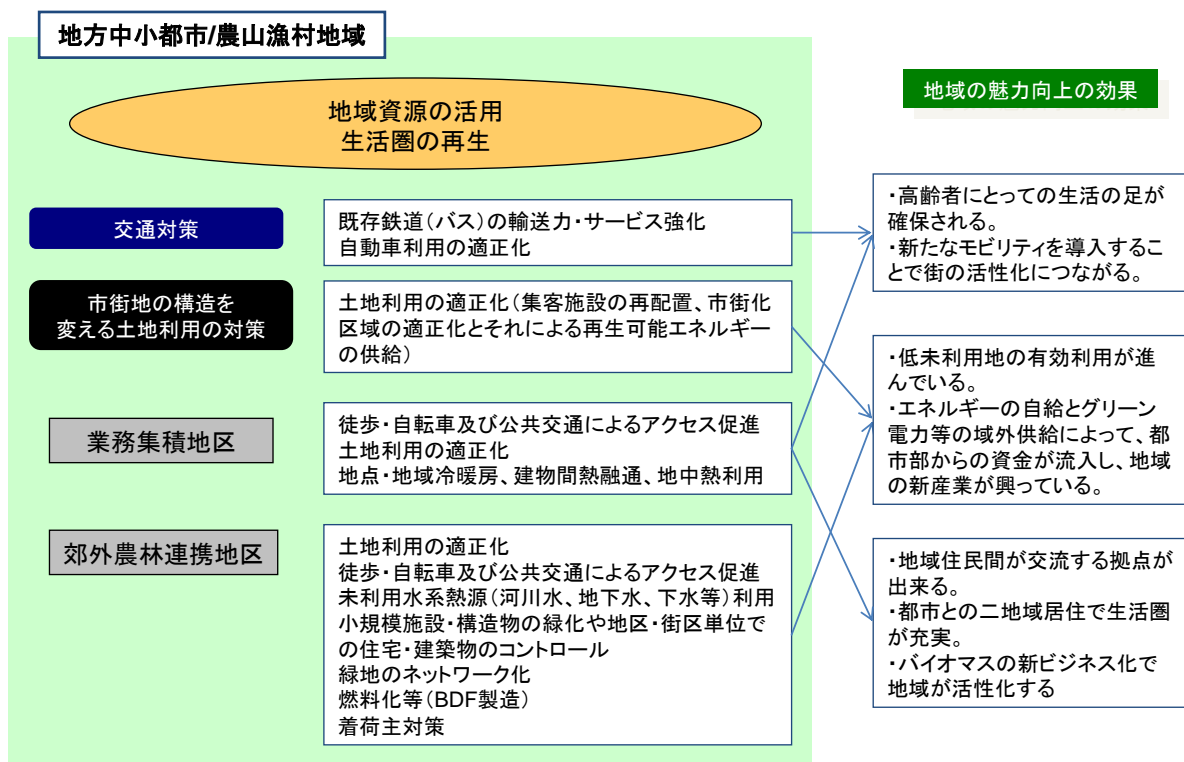 地方中小都市/農山漁村地域
地域資源の活用
生活圏の再生
地域の魅力向上の効果
交通対策
既存鉄道（バス）の輸送力・サービス強化
自動車利用の適正化
・高齢者にとっての生活の足が
確保される。
・新たなモビリティを導入するこ
とで街の活性化につながる。
市街地の構造を
変える土地利用の対策
土地利用の適正化（集客施設の再配置、市街化
区域の適正化とそれによる再生可能エネルギー
の供給）
・低未利用地の有効利用が進
んでいる。
・エネルギーの自給とグリーン
電力等の域外供給によって、都
市部からの資金が流入し、地域
の新産業が興っている。
業務集積地区
徒歩・自転車及び公共交通によるアクセス促進
土地利用の適正化
地点・地域冷暖房、建物間熱融通、地中熱利用
郊外農林連携地区
土地利用の適正化
徒歩・自転車及び公共交通によるアクセス促進
未利用水系熱源（河川水、地下水、下水等）利用
小規模施設・構造物の緑化や地区・街区単位で
の住宅・建築物のコントロール
緑地のネットワーク化
燃料化等（BDF製造）
着荷主対策
・地域住民間が交流する拠点が
出来る。
・都市との二地域居住で生活圏
が充実。
・バイオマスの新ビジネス化で
地域が活性化する